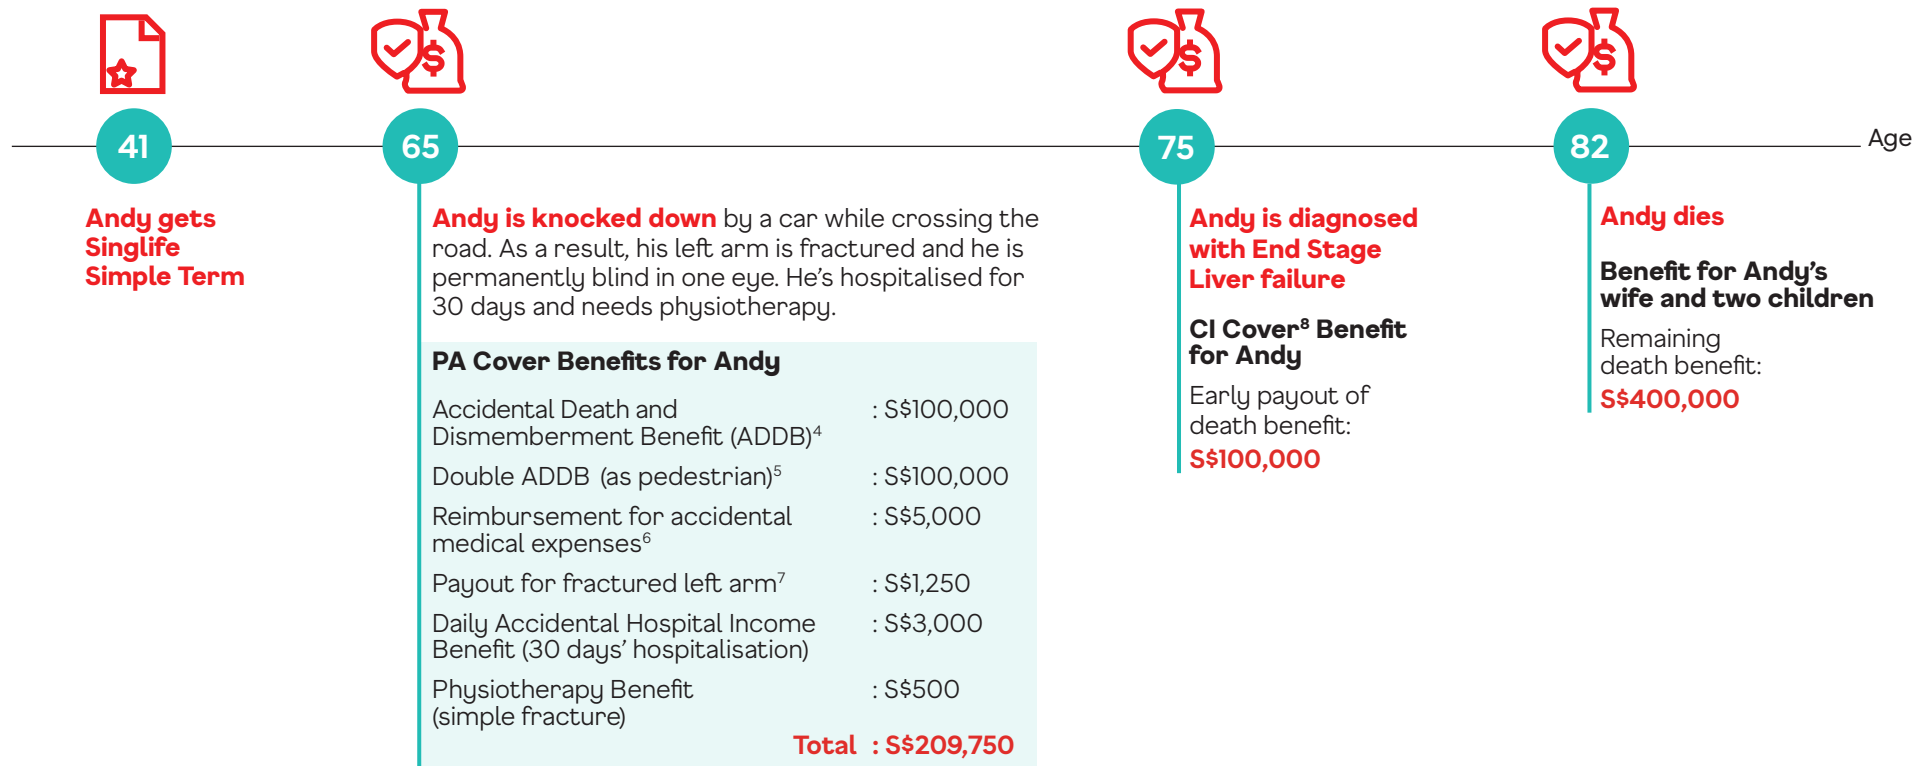 41
65
75
82
Age
Andy gets
Singlife
Simple Term
Andy is knocked down by a car while crossing the
road. As a result, his left arm is fractured and he is
permanently blind in one eye. He’s hospitalised for
30 days and needs physiotherapy.
PA Cover Benefits for Andy
Accidental Death and : S$100,000
Dismemberment Benefit (ADDB)⁴
Double ADDB (as pedestrian)⁵ : S$100,000
Reimbursement for accidental : S$5,000
medical expenses⁶
Payout for fractured left arm⁷ : S$1,250
Daily Accidental Hospital Income : S$3,000
Benefit (30 days’ hospitalisation)
Physiotherapy Benefit : S$500
(simple fracture)
Total : S$209,750
Andy is diagnosed
with End Stage
Liver failure
CI Cover⁸ Benefit
for Andy
Early payout of
death benefit:
S$100,000
Andy dies
Benefit for Andy’s
wife and two children
Remaining
death benefit:
S$400,000